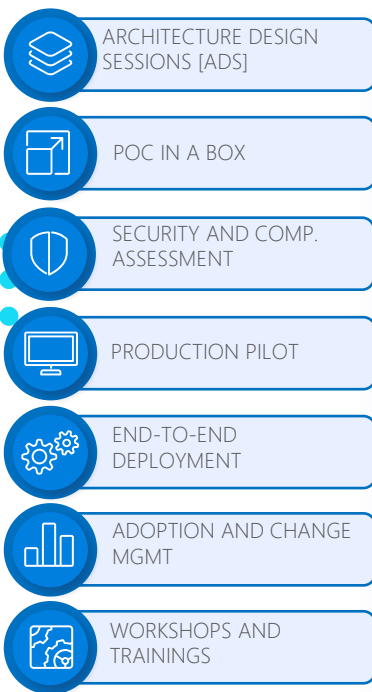 ARCHITECTURE DESIGN
SESSIONS [ADS]
POC IN A BOX
SECURITY AND COMP.
ASSESSMENT
PRODUCTION PILOT
END-TO-END
DEPLOYMENT
ADOPTION AND CHANGE
MGMT
WORKSHOPS AND
TRAININGS